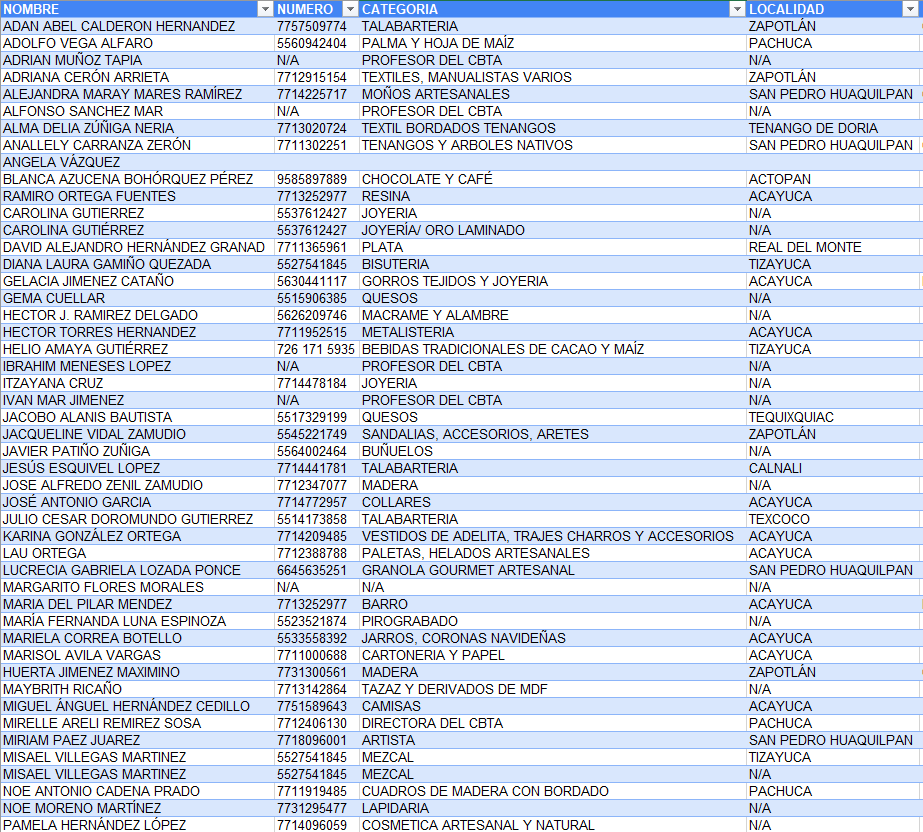 NOMBRE NUMERO CATEGORIA LOCALIDAD
ADAN ABEL CALDERON HERNANDEZ 7757509774 TALABARTERIA ZAPOTLÁN
ADOLFO VEGA ALFARO 5560942404 PALMA Y HOJA DE MAÍZ PACHUCA
ADRIAN MUÑOZ TAPIA N/A PROFESOR DEL CBTA N/A
ADRIANA CERÓN ARRIETA 7712915154 TEXTILES, MANUALISTAS VARIOS ZAPOTLÁN
ALEJANDRA MARAY MARES RAMÍREZ 7714225717 MOÑOS ARTESANALES SAN PEDRO HUAQUILPAN
ALFONSO SANCHEZ MAR N/A PROFESOR DEL CBTA N/A
ALMA DELIA ZÚÑIGA NERIA 7713020724 TEXTIL BORDADOS TENANGOS TENANGO DE DORIA
ANALLELY CARRANZA ZERÓN 7711302251 TENANGOS Y ARBOLES NATIVOS SAN PEDRO HUAQUILPAN
ANGELA VÁZQUEZ
BLANCA AZUCENA BOHÓRQUEZ PÉREZ 9585897889 CHOCOLATE Y CAFÉ ACTOPAN
RAMIRO ORTEGA FUENTES 7713252977 RESINA ACAYUCA
CAROLINA GUTIERREZ 5537612427 JOYERIA N/A
CAROLINA GUTIÉRREZ 5537612427 JOYERÍA/ ORO LAMINADO N/A
DAVID ALEJANDRO HERNÁNDEZ GRANAD 7711365961 PLATA REAL DEL MONTE
DIANA LAURA GAMIÑO QUEZADA 5527541845 BISUTERIA TIZAYUCA
GELACIA JIMENEZ CATAÑO 5630441117 GORROS TEJIDOS Y JOYERIA ACAYUCA
GEMA CUELLAR 5515906385 QUESOS N/A
HECTOR J. RAMIREZ DELGADO 5626209746 MACRAME Y ALAMBRE N/A
HECTOR TORRES HERNANDEZ 7711952515 METALISTERIA ACAYUCA
HELIO AMAYA GUTIÉRREZ 726 171 5935 BEBIDAS TRADICIONALES DE CACAO Y MAÍZ TIZAYUCA
IBRAHIM MENESES LOPEZ N/A PROFESOR DEL CBTA N/A
ITZAYANA CRUZ 7714478184 JOYERIA N/A
IVAN MAR JIMENEZ N/A PROFESOR DEL CBTA N/A
JACOBO ALANIS BAUTISTA 5517329199 QUESOS TEQUIXQUIAC
JACQUELINE VIDAL ZAMUDIO 5545221749 SANDALIAS, ACCESORIOS, ARETES ZAPOTLÁN
JAVIER PATIÑO ZUÑIGA 5564002464 BUÑUELOS N/A
JESÚS ESQUIVEL LOPEZ 7714441781 TALABARTERIA CALNALI
JOSE ALFREDO ZENIL ZAMUDIO 7712347077 MADERA N/A
JOSÉ ANTONIO GARCIA 7714772957 COLLARES ACAYUCA
JULIO CESAR DOROMUNDO GUTIERREZ 5514173858 TALABARTERIA TEXCOCO
KARINA GONZÁLEZ ORTEGA 7714209485 VESTIDOS DE ADELITA, TRAJES CHARROS Y ACCESORIOS ACAYUCA
LAU ORTEGA 7712388788 PALETAS, HELADOS ARTESANALES ACAYUCA
LUCRECIA GABRIELA LOZADA PONCE 6645635251 GRANOLA GOURMET ARTESANAL SAN PEDRO HUAQUILPAN
MARGARITO FLORES MORALES N/A N/A N/A
MARIA DEL PILAR MENDEZ 7713252977 BARRO ACAYUCA
MARÍA FERNANDA LUNA ESPINOZA 5523521874 PIROGRABADO N/A
MARIELA CORREA BOTELLO 5533558392 JARROS, CORONAS NAVIDEÑAS ACAYUCA
MARISOL AVILA VARGAS 7711000688 CARTONERIA Y PAPEL ACAYUCA
HUERTA JIMENEZ MAXIMINO 7731300561 MADERA ZAPOTLÁN
MAYBRITH RICAÑO 7713142864 TAZAZ Y DERIVADOS DE MDF N/A
MIGUEL ÁNGUEL HERNÁNDEZ CEDILLO 7751589643 CAMISAS ACAYUCA
MIRELLE ARELI REMIREZ SOSA 7712406130 DIRECTORA DEL CBTA PACHUCA
MIRIAM PAEZ JUAREZ 7718096001 ARTISTA SAN PEDRO HUAQUILPAN
MISAEL VILLEGAS MARTINEZ 5527541845 MEZCAL TIZAYUCA
MISAEL VILLEGAS MARTINEZ 5527541845 MEZCAL N/A
NOE ANTONIO CADENA PRADO 7711919485 CUADROS DE MADERA CON BORDADO PACHUCA
NOE MORENO MARTÍNEZ 7731295477 LAPIDARIA N/A
PAMELA HERNÁNDEZ LÓPEZ 7714096059 COSMETICA ARTESANAL Y NATURAL N/A